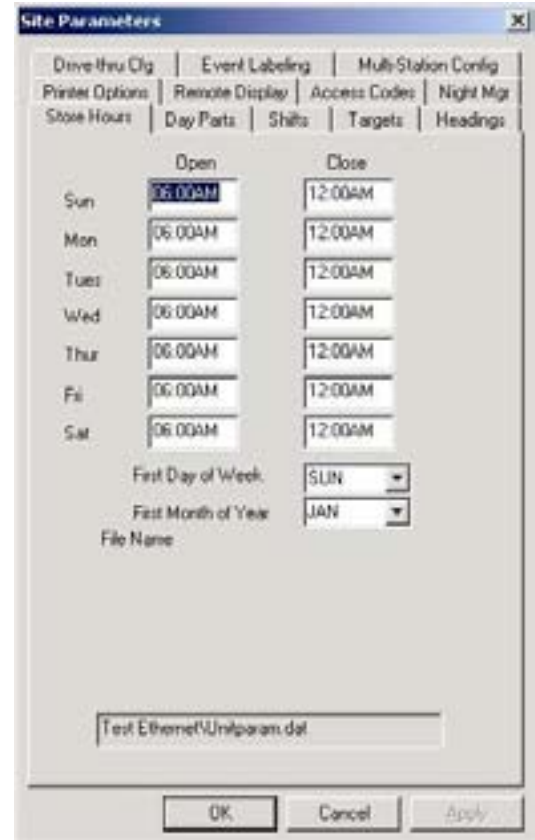 Site Parameters
Drive-thru Cfg Event Labeling Multi-Station Config
Printer Options Remote Display Access Codes Night Mgr
Store Hours Day Parts Shifts Targets Headings
Open Close
Sun 06:00AM 12:00AM
Mon 06:00AM 12:00AM
Tues 06:00AM 12:00AM
Wed 06:00AM 12:00AM
Thur 06:00AM 12:00AM
Fri 06:00AM 12:00AM
Sat 06:00AM 12:00AM
First Day of Week SUN
First Month of Year JAN
File Name
Test Ethernet\Unitparam.dat
OK Cancel Apply